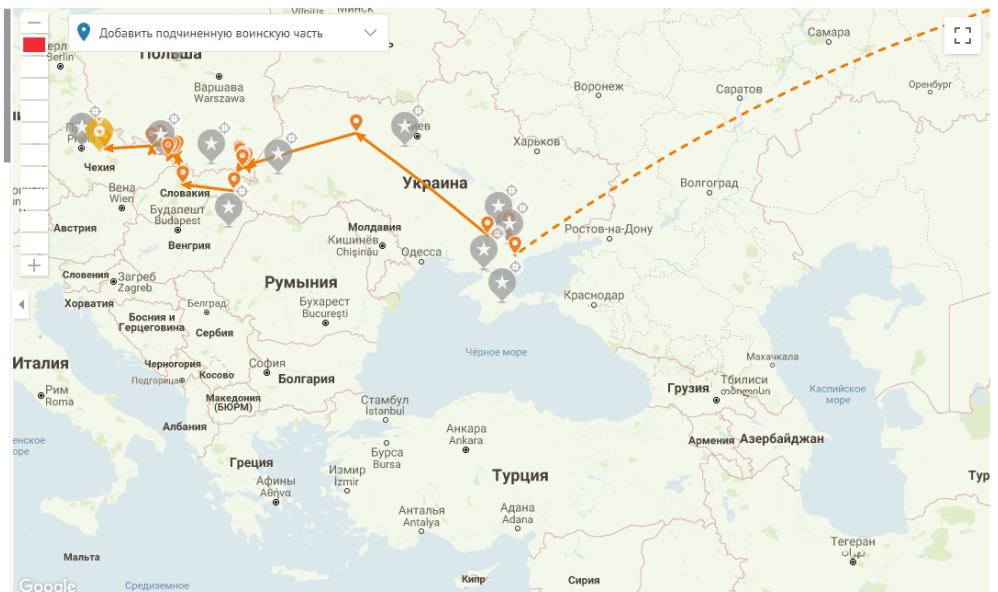 Vilnius
МИНСК
Добавить подчиненную воинскую часть
Самара
Berlin
Польша
Варшава
Warszawa
Воронеж
Саратов
Оренбург
Харьков
Praha
Чехия
Вена
Wien
Словакия
Украина
Волгоград
Будапешт
Budapest
Австрия
Венгрия
Молдавия
Кишинёв
Chișinău
Одесса
Ростов-на-Дону
Словения
Загреб
Zagreb
Румыния
Хорватия
Белград
Бухарест
București
Краснодар
Босния и
Герцеговина
Сербия
Чёрное море
Италия
Черногория
Косово
София
Махачкала
Подгорица
Болгария
Грузия
Тбилиси
თბილისი
Каспийское
море
Рим
Roma
Македония
(БЮРМ)
Стамбул
İstanbul
Албания
Анкара
Ankara
Армения
Азербайджан
Бурса
Bursa
Греция
Измир
İzmir
Турция
Афины
Αθήνα
Анталья
Antalya
Адана
Adana
Тегеран
تهران
Мальта
Кипр
Сирия
Средиземное
Google